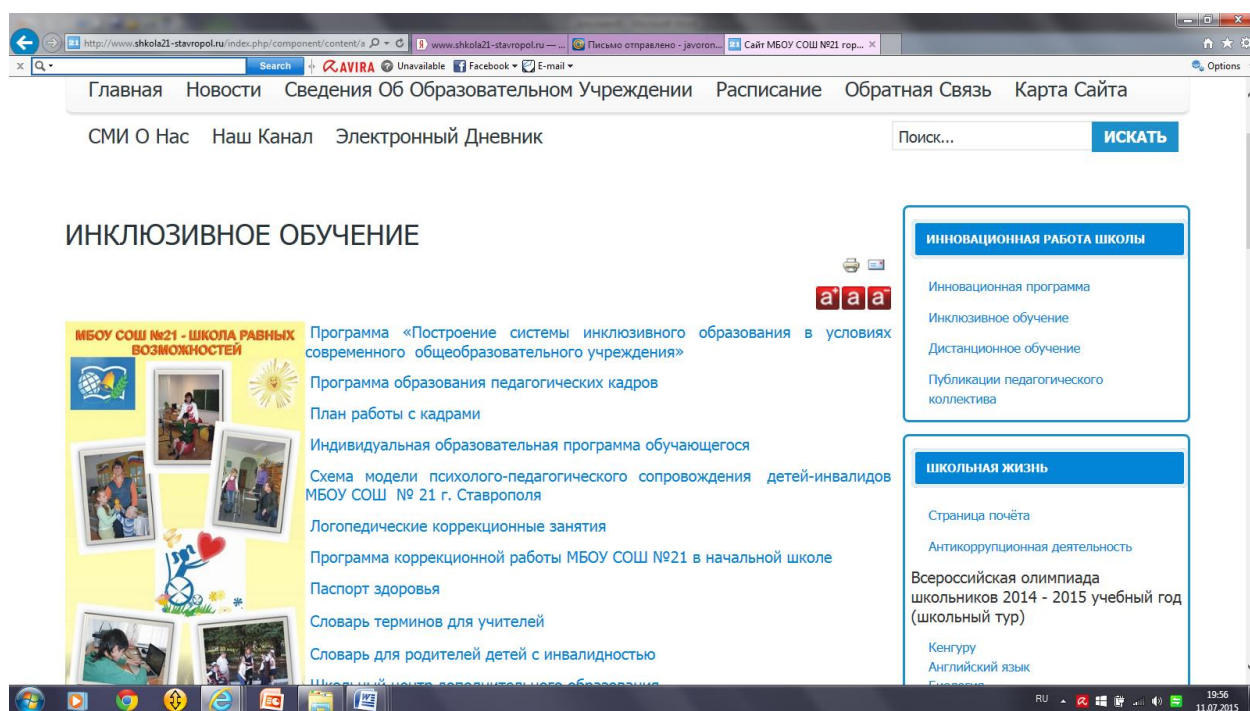 http://www.shkola21-stavropol.ru/index.php/component/content/a
www.shkola21-stavropol.ru — ...
Письмо отправлено - javoron...
Сайт МБОУ СОШ №21 гор...
Search
AVIRA
Unavailable
Facebook
E-mail
Options
Главная Новости Сведения Об Образовательном Учреждении Расписание Обратная Связь Карта Сайта
СМИ О Нас Наш Канал Электронный Дневник
Поиск...
ИСКАТЬ
ИНКЛЮЗИВНОЕ ОБУЧЕНИЕ
a+ a a-
МБОУ СОШ №21 - ШКОЛА РАВНЫХ
ВОЗМОЖНОСТЕЙ
Программа «Построение системы инклюзивного образования в условиях
современного общеобразовательного учреждения»
Программа образования педагогических кадров
План работы с кадрами
Индивидуальная образовательная программа обучающегося
Схема модели психолого-педагогического сопровождения детей-инвалидов
МБОУ СОШ № 21 г. Ставрополя
Логопедические коррекционные занятия
Программа коррекционной работы МБОУ СОШ №21 в начальной школе
Паспорт здоровья
Словарь терминов для учителей
Словарь для родителей детей с инвалидностью
Школьный центр дополнительного образования
ИННОВАЦИОННАЯ РАБОТА ШКОЛЫ
Инновационная программа
Инклюзивное обучение
Дистанционное обучение
Публикации педагогического
коллектива
ШКОЛЬНАЯ ЖИЗНЬ
Страница почёта
Антикоррупционная деятельность
Всероссийская олимпиада
школьников 2014 - 2015 учебный год
(школьный тур)
Кенгуру
Английский язык
Биология
RU
19:56
11.07.2015